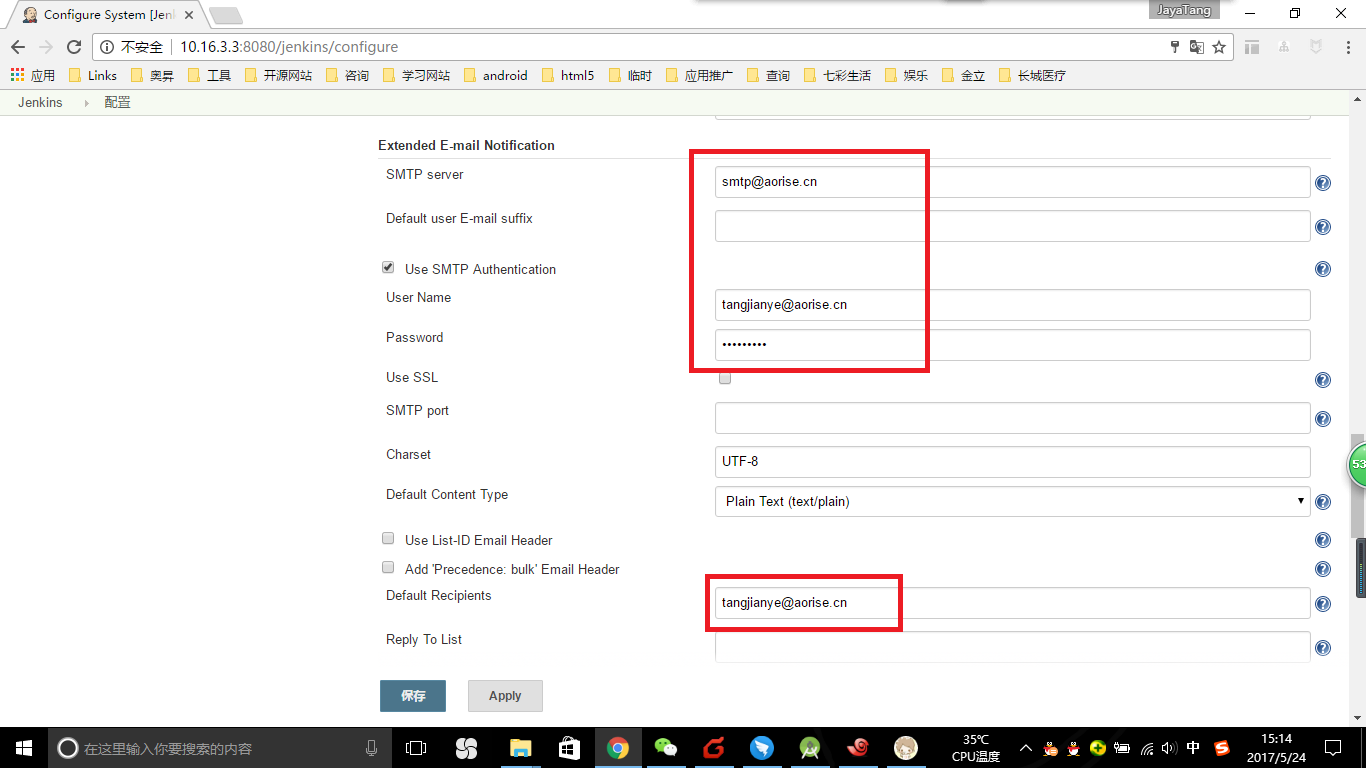 JayaTang
Configure System [Jen
不安全 10.16.3.3:8080/jenkins/configure
应用 Links 奥昇 工具 开源网站 咨询 学习网站 android html5 临时 应用推广 查询 七彩生活 娱乐 金立 长城医疗
Jenkins 配置
Extended E-mail Notification
SMTP server smtp@aorise.cn
Default user E-mail suffix
Use SMTP Authentication
User Name tangjianye@aorise.cn
Password •••••••••
Use SSL
SMTP port
53
Charset UTF-8
Default Content Type Plain Text (text/plain)
Use List-ID Email Header
Add 'Precedence: bulk' Email Header
Default Recipients tangjianye@aorise.cn
Reply To List
保存 Apply
在这里输入你要搜索的内容
35℃
CPU温度
中
15:14
2017/5/24